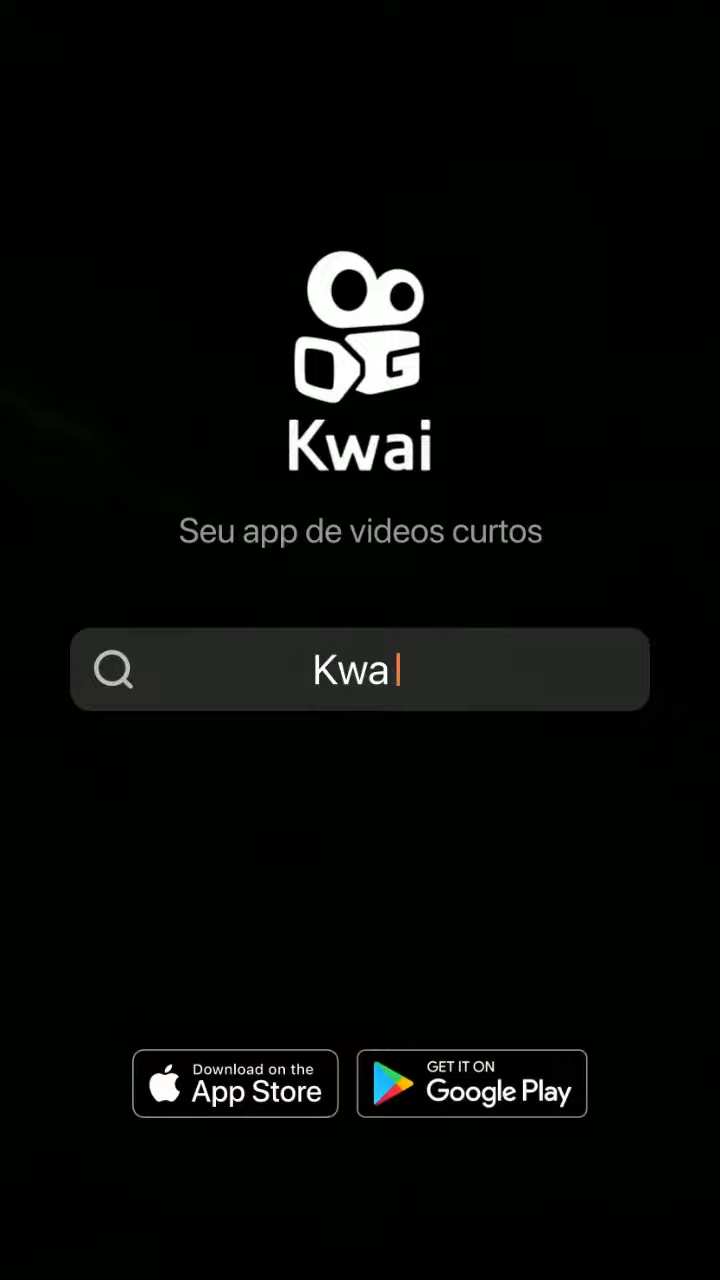 Kwai
Seu app de videos curtos
Kwa
Download on the
App Store
GET IT ON
Google Play